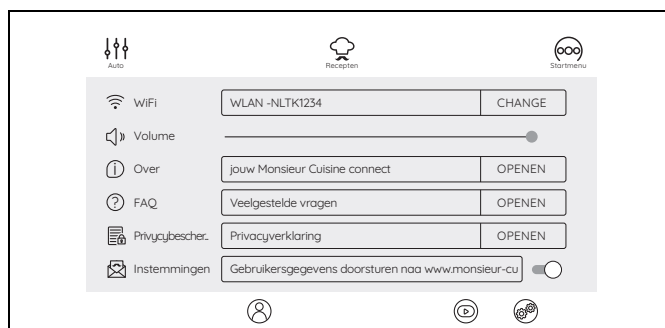 Auto Recepten Startmenu
WiFi WLAN -NLTK1234 CHANGE
Volume
Over jouw Monsieur Cuisine connect OPENEN
FAQ Veelgestelde vragen OPENEN
Privycybescher.. Privacyverklaring OPENEN
Instemmingen Gebruikersgegevens doorsturen naa www.monsieur-cu